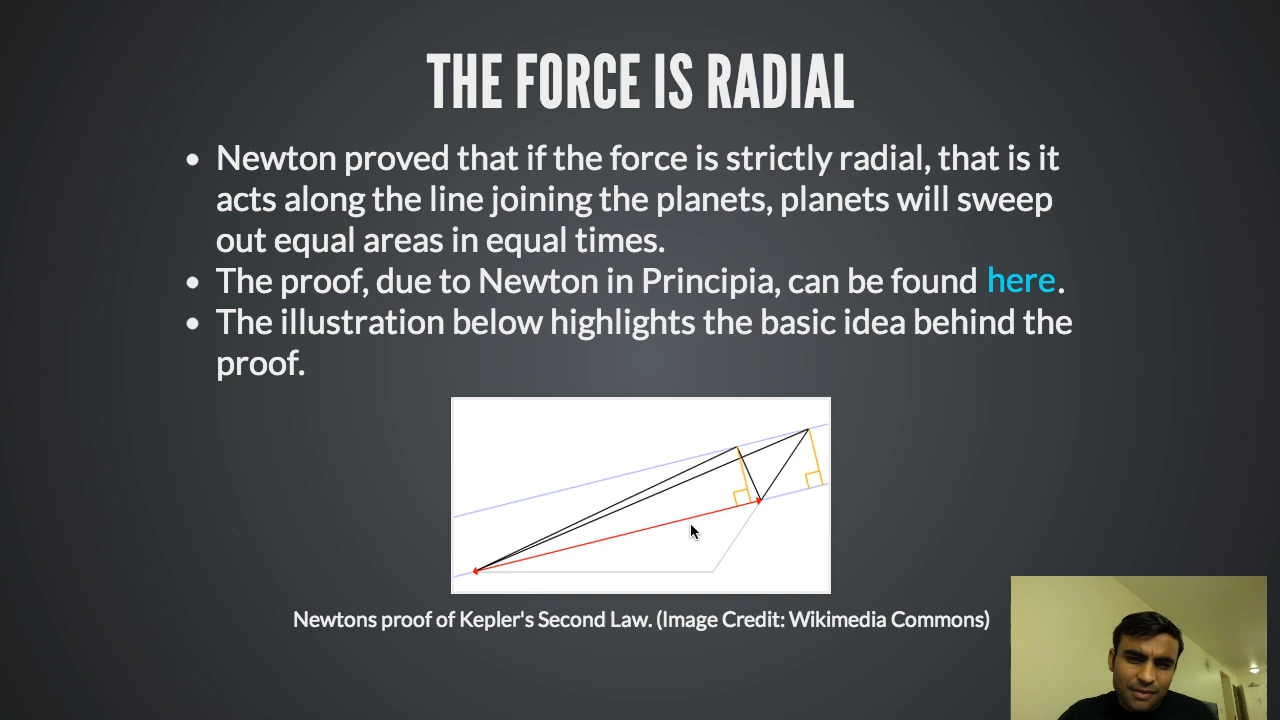 THE FORCE IS RADIAL
• Newton proved that if the force is strictly radial, that is it
acts along the line joining the planets, planets will sweep
out equal areas in equal times.
• The proof, due to Newton in Principia, can be found here.
• The illustration below highlights the basic idea behind the
proof.
Newtons proof of Kepler's Second Law. (Image Credit: Wikimedia Commons)